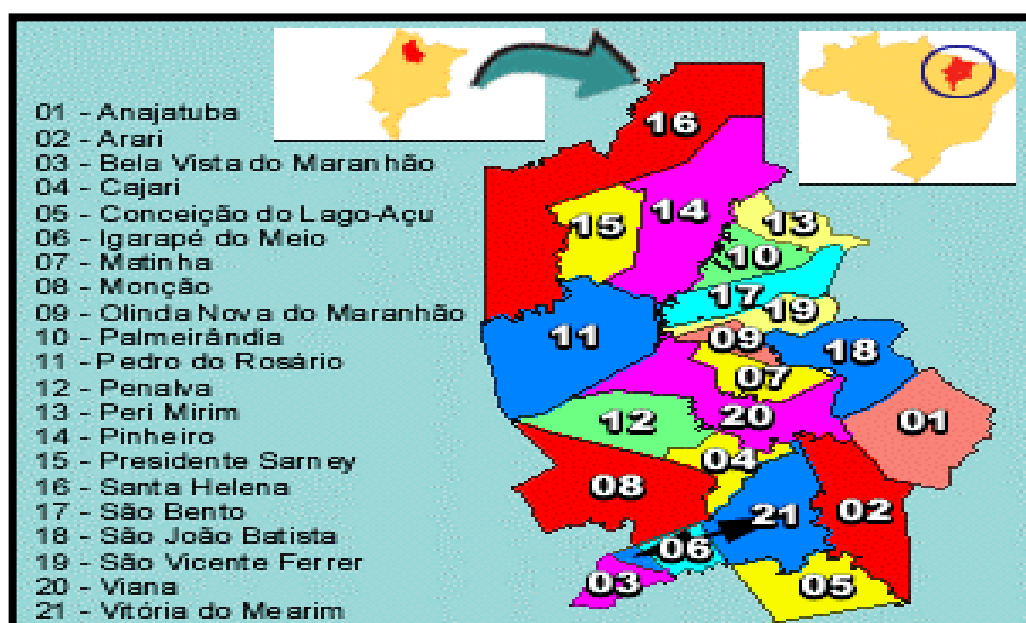 01 - Anajatuba
02 - Arari
03 - Bela Vista do Maranhão
04 - Cajari
05 - Conceição do Lago-Açu
06 - Igarapé do Meio
07 - Matinha
08 - Monção
09 - Olinda Nova do Maranhão
10 - Palmeirândia
11 - Pedro do Rosário
12 - Penalva
13 - Peri Mirim
14 - Pinheiro
15 - Presidente Sarney
16 - Santa Helena
17 - São Bento
18 - São João Batista
19 - São Vicente Ferrer
20 - Viana
21 - Vitória do Mearim
16
14
15
13
10
17
19
11
09
18
07
20
12
01
04
08
02
21
06
03
05